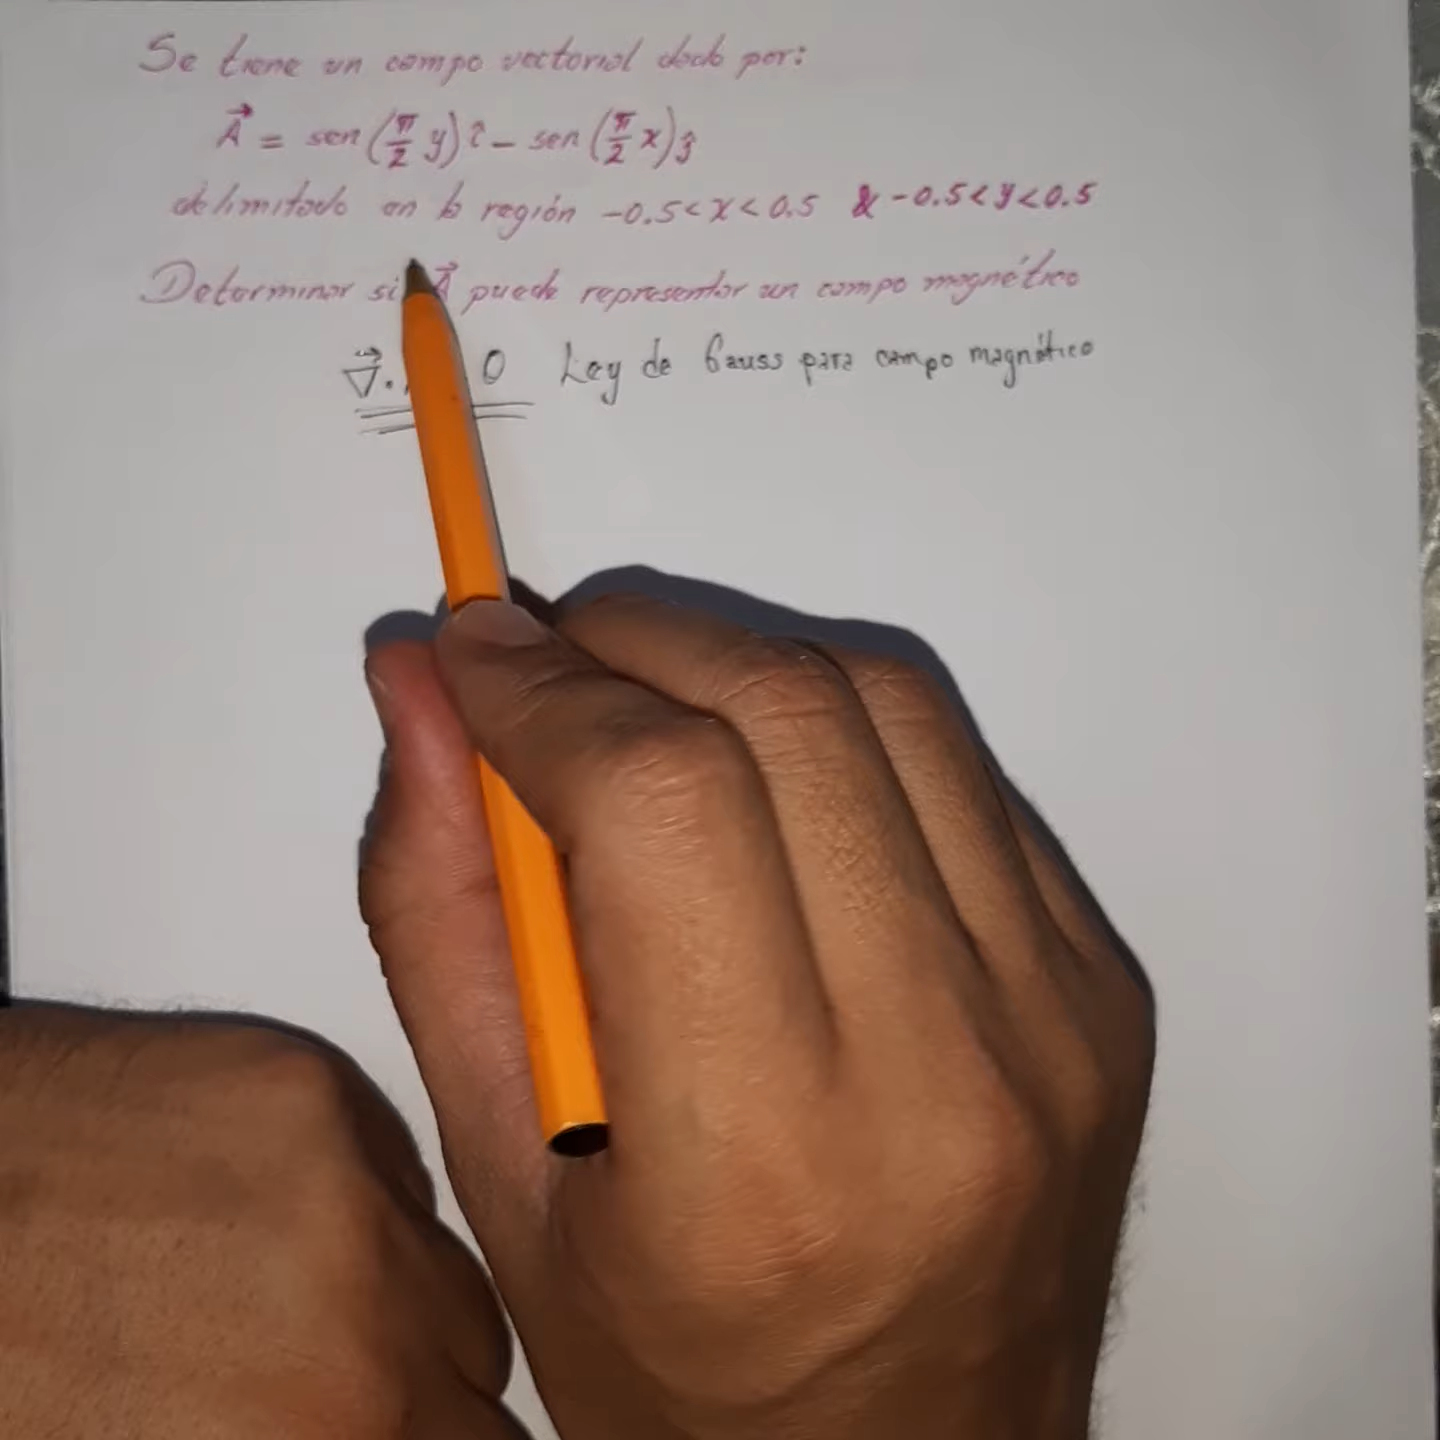 Se tiene un campo vectorial dado por:
A⃗ = sen(π/2 y) î - sen(π/2 x) ĵ
delimitado en la región -0.5 < x < 0.5 & -0.5 < y < 0.5
Determinar si A⃗ puede representar un campo magnético
∇⃗ · 0 Ley de Gauss para campo magnético